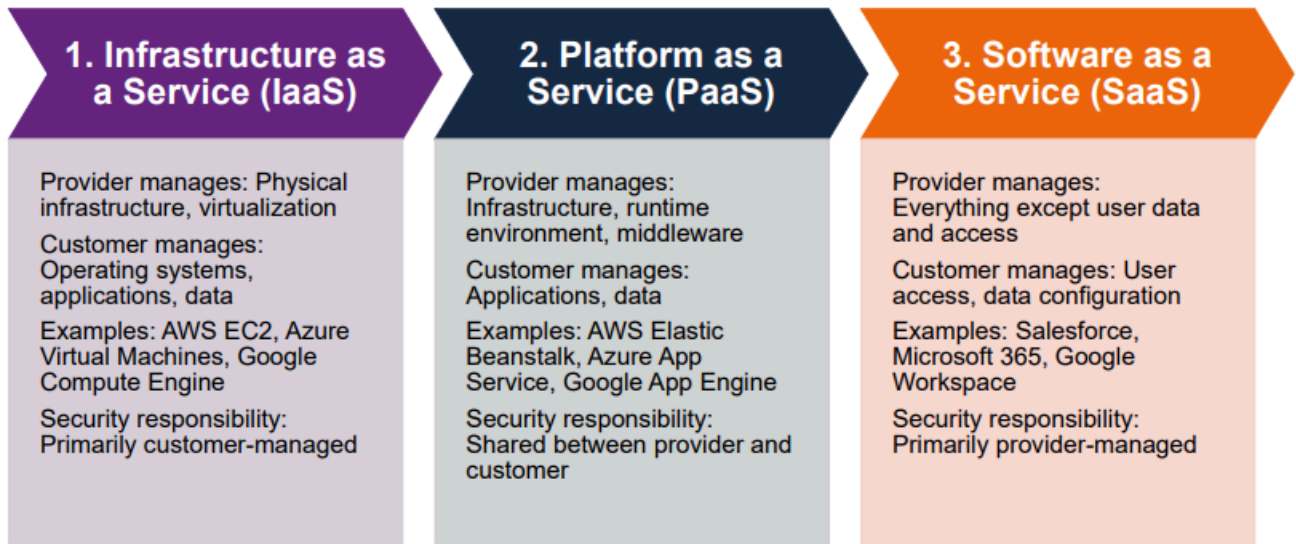 1. Infrastructure as
a Service (IaaS)
Provider manages: Physical
infrastructure, virtualization
Customer manages:
Operating systems,
applications, data
Examples: AWS EC2, Azure
Virtual Machines, Google
Compute Engine
Security responsibility:
Primarily customer-managed
2. Platform as a
Service (PaaS)
Provider manages:
Infrastructure, runtime
environment, middleware
Customer manages:
Applications, data
Examples: AWS Elastic
Beanstalk, Azure App
Service, Google App Engine
Security responsibility:
Shared between provider and
customer
3. Software as a
Service (SaaS)
Provider manages:
Everything except user data
and access
Customer manages: User
access, data configuration
Examples: Salesforce,
Microsoft 365, Google
Workspace
Security responsibility:
Primarily provider-managed